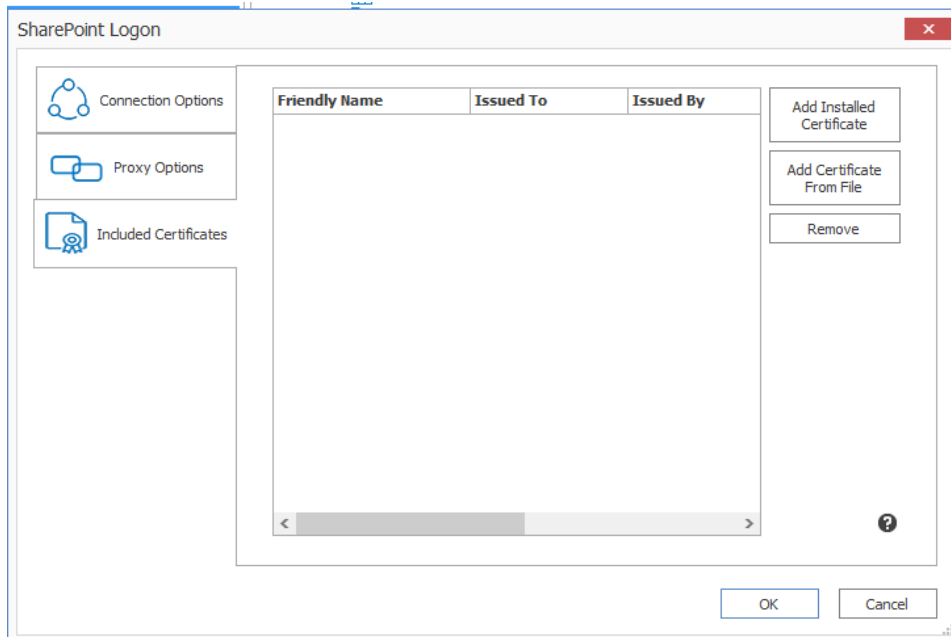 SharePoint Logon
Connection Options
Proxy Options
Included Certificates
Friendly Name Issued To Issued By
Add Installed
Certificate
Add Certificate
From File
Remove
OK Cancel